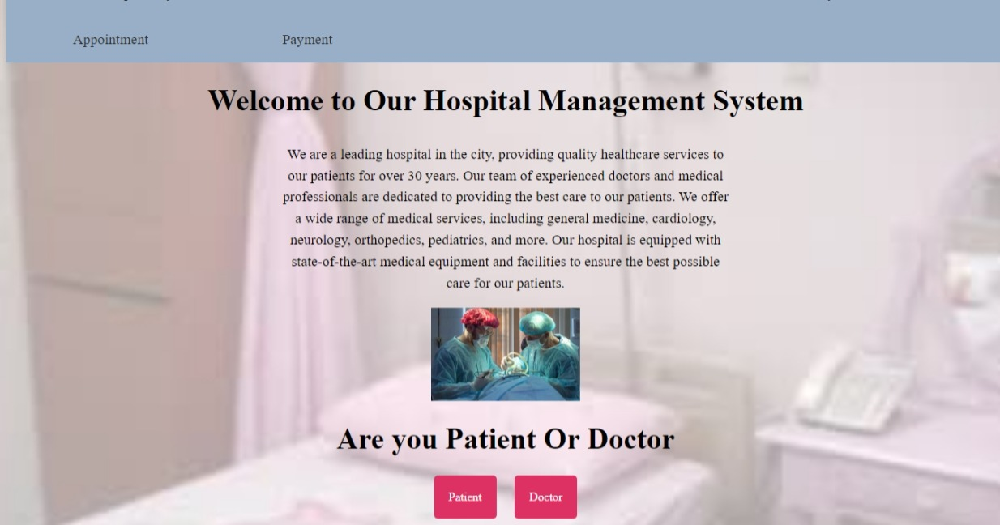 Appointment Payment
Welcome to Our Hospital Management System
We are a leading hospital in the city, providing quality healthcare services to
our patients for over 30 years. Our team of experienced doctors and medical
professionals are dedicated to providing the best care to our patients. We offer
a wide range of medical services, including general medicine, cardiology,
neurology, orthopedics, pediatrics, and more. Our hospital is equipped with
state-of-the-art medical equipment and facilities to ensure the best possible
care for our patients.
Are you Patient Or Doctor
Patient Doctor